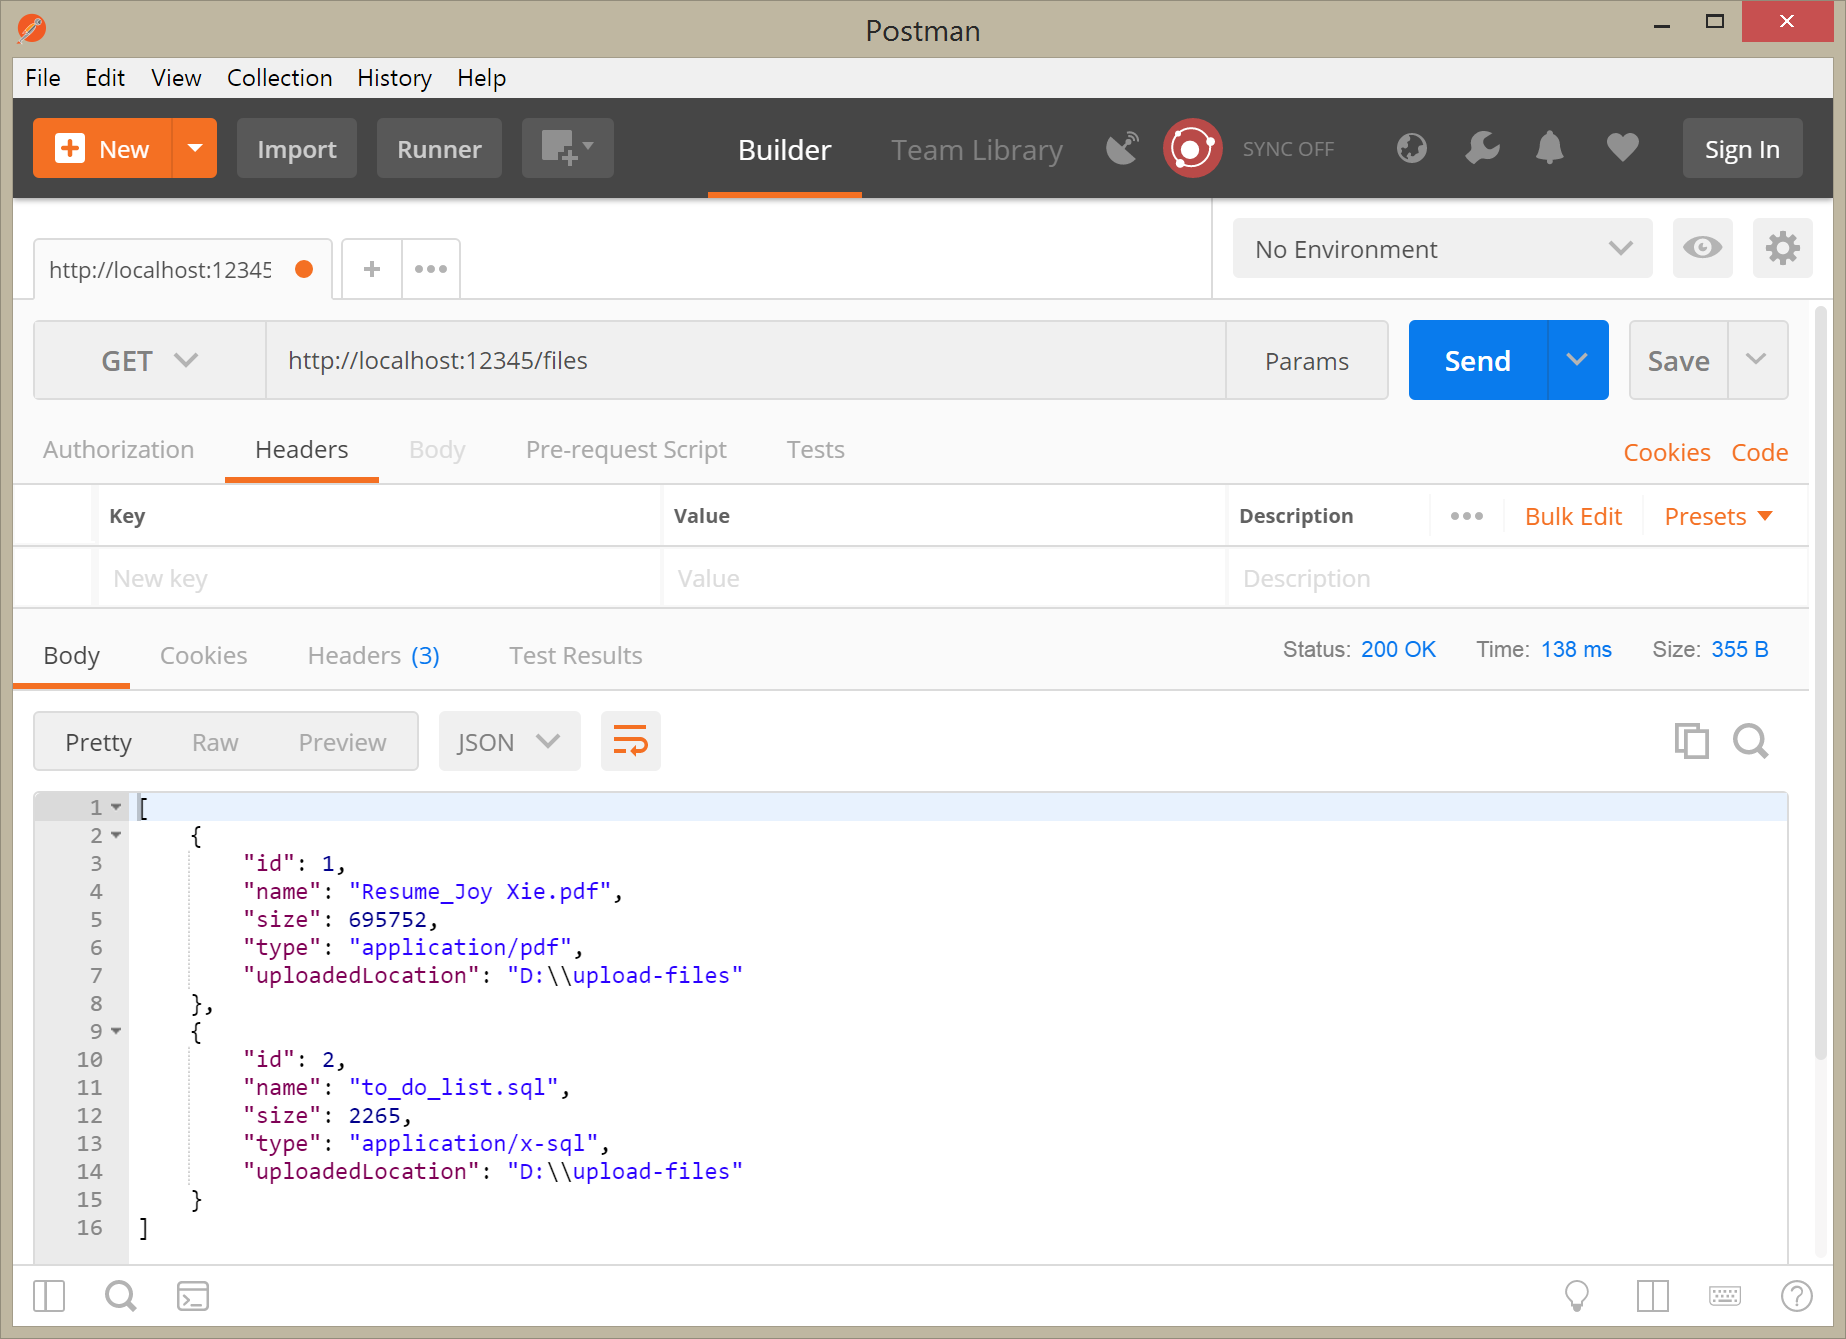 Postman
File Edit View Collection History Help
New Import Runner Builder Team Library SYNC OFF Sign In
http://localhost:12345 No Environment
GET http://localhost:12345/files Params Send Save
Authorization Headers Body Pre-request Script Tests Cookies Code
Key Value Description Bulk Edit Presets
New key Value Description
Body Cookies Headers (3) Test Results Status: 200 OK Time: 138 ms Size: 355 B
Pretty Raw Preview JSON
1 [
2 {
3 "id": 1,
4 "name": "Resume_Joy Xie.pdf",
5 "size": 695752,
6 "type": "application/pdf",
7 "uploadedLocation": "D:\\upload-files"
8 },
9 {
10 "id": 2,
11 "name": "to_do_list.sql",
12 "size": 2265,
13 "type": "application/x-sql",
14 "uploadedLocation": "D:\\upload-files"
15 }
16 ]